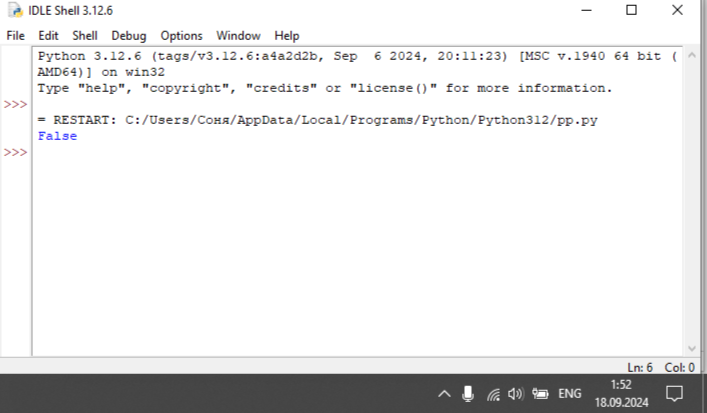 IDLE Shell 3.12.6
File Edit Shell Debug Options Window Help
Python 3.12.6 (tags/v3.12.6:a4a2d2b, Sep  6 2024, 20:11:23) [MSC v.1940 64 bit (
AMD64)] on win32
Type "help", "copyright", "credits" or "license()" for more information.
>>>
= RESTART: C:/Users/Соня/AppData/Local/Programs/Python/Python312/pp.py
False
>>>
Ln: 6 Col: 0
ENG
1:52
18.09.2024